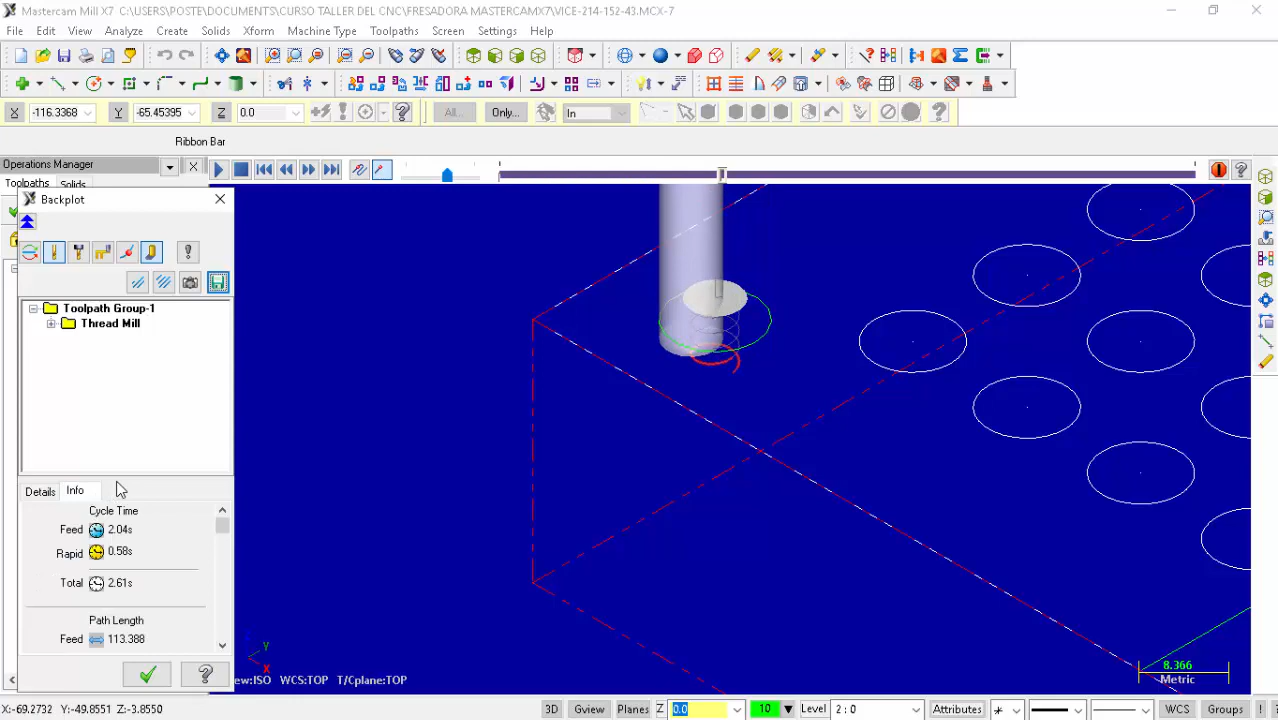 Mastercam Mill X7 C:\USERS\POSTE\DOCUMENTS\CURSO TALLER DEL CNC\FRESADORA MASTERCAMX7\VICE-214-152-43.MCX-7
File Edit View Analyze Create Solids Xform Machine Type Toolpaths Screen Settings Help
X -116.3368 Y -65.45395 Z 0.0 All... Only... In
Ribbon Bar
Operations Manager
Toolpaths Solids
Backplot
Toolpath Group-1
Thread Mill
Details Info
Cycle Time
Feed 2.04s
Rapid 0.58s
Total 2.61s
Path Length
Feed 113.388
Y
X
ew:ISO WCS:TOP T/Cplane:TOP
8.366
Metric
X:-69.2732 Y:-49.8551 Z:-3.8550 3D Gview Planes Z 0.0 10 Level 2 : 0 Attributes WCS Groups